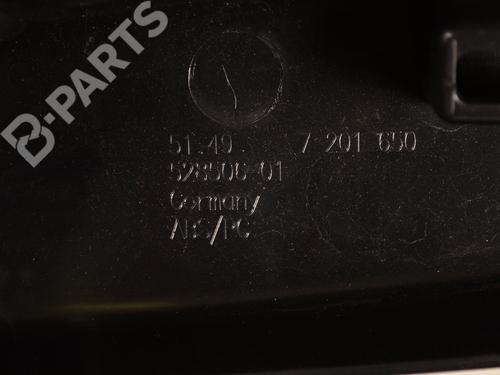 B-PARTS
51.49 7 201 650
528506-01
Germany
ABS/PC